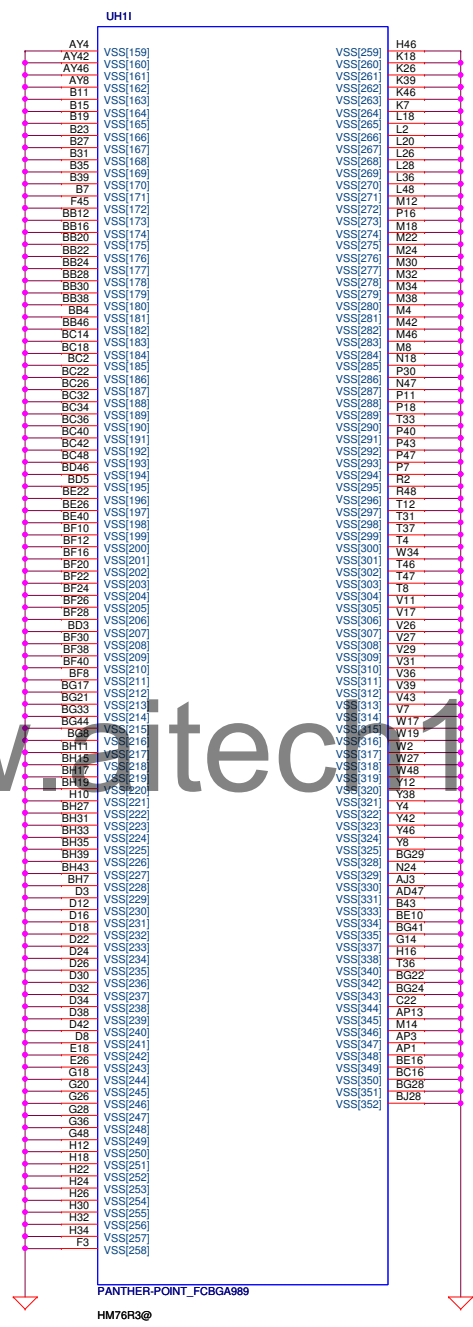 UH1I
AY4 VSS[159] VSS[259] H46
AY42 VSS[160] VSS[260] K18
AY46 VSS[161] VSS[261] K26
AY8 VSS[162] VSS[262] K39
B11 VSS[163] VSS[263] K46
B15 VSS[164] VSS[264] K7
B19 VSS[165] VSS[265] L18
B23 VSS[166] VSS[266] L2
B27 VSS[167] VSS[267] L20
B31 VSS[168] VSS[268] L26
B35 VSS[169] VSS[269] L28
B39 VSS[170] VSS[270] L36
B7 VSS[171] VSS[271] L48
F45 VSS[172] VSS[272] M12
BB12 VSS[173] VSS[273] P16
BB16 VSS[174] VSS[274] M18
BB20 VSS[175] VSS[275] M22
BB22 VSS[176] VSS[276] M24
BB24 VSS[177] VSS[277] M30
BB28 VSS[178] VSS[278] M32
BB30 VSS[179] VSS[279] M34
BB38 VSS[180] VSS[280] M38
BB4 VSS[181] VSS[281] M4
BB46 VSS[182] VSS[282] M42
BC14 VSS[183] VSS[283] M46
BC18 VSS[184] VSS[284] M8
BC2 VSS[185] VSS[285] N18
BC22 VSS[186] VSS[286] P30
BC26 VSS[187] VSS[287] N47
BC32 VSS[188] VSS[288] P11
BC34 VSS[189] VSS[289] P18
BC36 VSS[190] VSS[290] T33
BC40 VSS[191] VSS[291] P40
BC42 VSS[192] VSS[292] P43
BC48 VSS[193] VSS[293] P47
BD46 VSS[194] VSS[294] P7
BD5 VSS[195] VSS[295] R2
BE22 VSS[196] VSS[296] R48
BE26 VSS[197] VSS[297] T12
BE40 VSS[198] VSS[298] T31
BF10 VSS[199] VSS[299] T37
BF12 VSS[200] VSS[300] T4
BF16 VSS[201] VSS[301] W34
BF20 VSS[202] VSS[302] T46
BF22 VSS[203] VSS[303] T47
BF24 VSS[204] VSS[304] T8
BF26 VSS[205] VSS[305] V11
BF28 VSS[206] VSS[306] V17
BD3 VSS[207] VSS[307] V26
BF30 VSS[208] VSS[308] V27
BF38 VSS[209] VSS[309] V29
BF40 VSS[210] VSS[310] V31
BF8 VSS[211] VSS[311] V36
BG17 VSS[212] VSS[312] V39
BG21 VSS[213] VSS[313] V43
BG33 VSS[214] VSS[314] V7
BG44 VSS[215] VSS[315] W17
BG8 VSS[216] VSS[316] W19
BH11 VSS[217] VSS[317] W2
BH15 VSS[218] VSS[318] W27
BH17 VSS[219] VSS[319] W48
BH19 VSS[220] VSS[320] Y12
H10 VSS[221] VSS[321] Y38
BH27 VSS[222] VSS[322] Y4
BH31 VSS[223] VSS[323] Y42
BH33 VSS[224] VSS[324] Y46
BH35 VSS[225] VSS[325] Y8
BH39 VSS[226] VSS[328] BG29
BH43 VSS[227] VSS[329] N24
BH7 VSS[228] VSS[330] AJ3
D3 VSS[229] VSS[331] AD47
D12 VSS[230] VSS[333] B43
D16 VSS[231] VSS[334] BE10
D18 VSS[232] VSS[335] BG41
D22 VSS[233] VSS[337] G14
D24 VSS[234] VSS[338] H16
D26 VSS[235] VSS[340] T36
D30 VSS[236] VSS[342] BG22
D32 VSS[237] VSS[343] BG24
D34 VSS[238] VSS[344] C22
D38 VSS[239] VSS[345] AP13
D42 VSS[240] VSS[346] M14
D8 VSS[241] VSS[347] AP3
E18 VSS[242] VSS[348] AP1
E26 VSS[243] VSS[349] BE16
G18 VSS[244] VSS[350] BC16
G20 VSS[245] VSS[351] BG28
G26 VSS[246] VSS[352] BJ28
G28 VSS[247]
G36 VSS[248]
G48 VSS[249]
H12 VSS[250]
H18 VSS[251]
H22 VSS[252]
H24 VSS[253]
H26 VSS[254]
H30 VSS[255]
H32 VSS[256]
H34 VSS[257]
F3 VSS[258]
w.aitech1
PANTHER-POINT_FCBGA989
HM76R3@